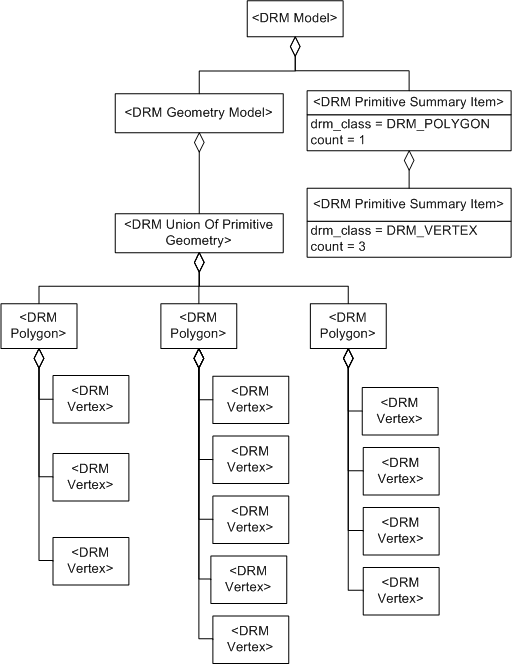 <DRM Model>
<DRM Geometry Model>
<DRM Primitive Summary Item>
drm_class = DRM_POLYGON
count = 1
<DRM Primitive Summary Item>
drm_class = DRM_VERTEX
count = 3
<DRM Union Of Primitive
Geometry>
<DRM
Polygon>
<DRM
Polygon>
<DRM
Polygon>
<DRM
Vertex>
<DRM
Vertex>
<DRM
Vertex>
<DRM
Vertex>
<DRM
Vertex>
<DRM
Vertex>
<DRM
Vertex>
<DRM
Vertex>
<DRM
Vertex>
<DRM
Vertex>
<DRM
Vertex>
<DRM
Vertex>